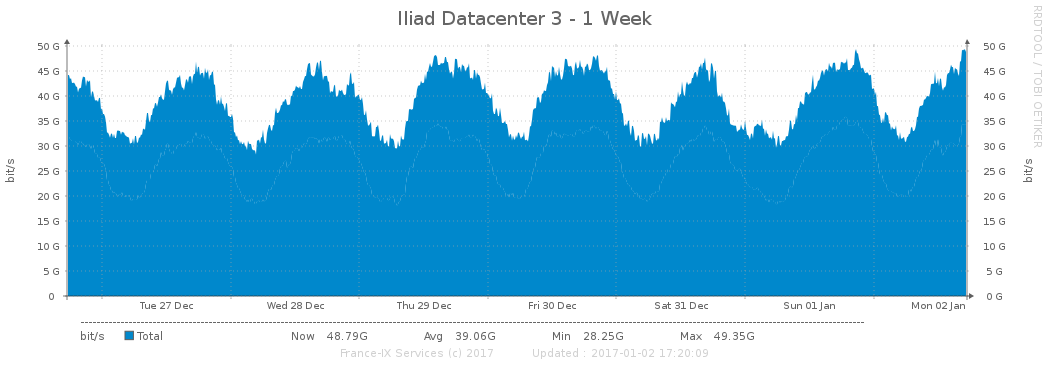 Iliad Datacenter 3 - 1 Week
RRDTOOL / TOBI OETIKER
50 G 50 G
45 G 45 G
40 G 40 G
35 G 35 G
30 G 30 G
25 G 25 G
20 G 20 G
15 G 15 G
10 G 10 G
5 G 5 G
0 0 G
bit/s bit/s
Tue 27 Dec Wed 28 Dec Thu 29 Dec Fri 30 Dec Sat 31 Dec Sun 01 Jan Mon 02 Jan
bit/s Total Now 48.79G Avg 39.06G Min 28.25G Max 49.35G
France-IX Services (c) 2017 Updated : 2017-01-02 17:20:09